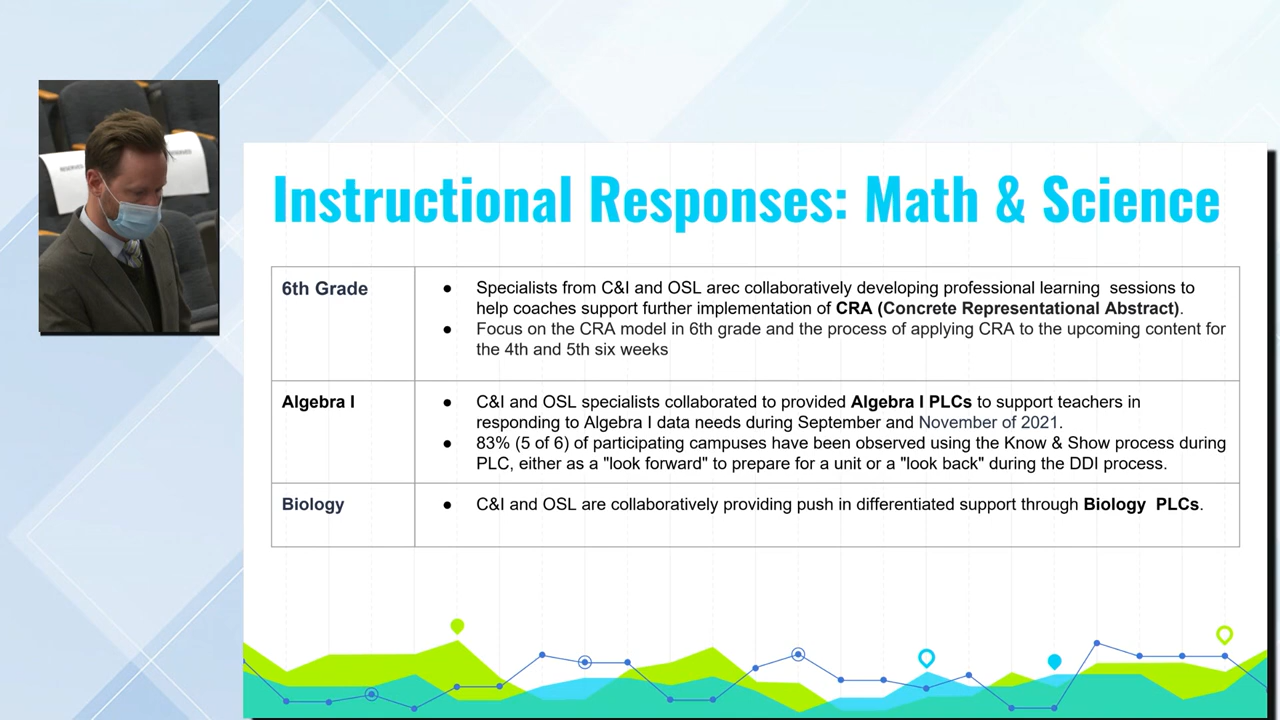 RESERVED
Instructional Responses: Math & Science
6th Grade
● Specialists from C&I and OSL arec collaboratively developing professional learning sessions to
help coaches support further implementation of CRA (Concrete Representational Abstract).
● Focus on the CRA model in 6th grade and the process of applying CRA to the upcoming content for
the 4th and 5th six weeks
Algebra I
● C&I and OSL specialists collaborated to provided Algebra I PLCs to support teachers in
responding to Algebra I data needs during September and November of 2021.
● 83% (5 of 6) of participating campuses have been observed using the Know & Show process during
PLC, either as a "look forward" to prepare for a unit or a "look back" during the DDI process.
Biology
● C&I and OSL are collaboratively providing push in differentiated support through Biology PLCs.